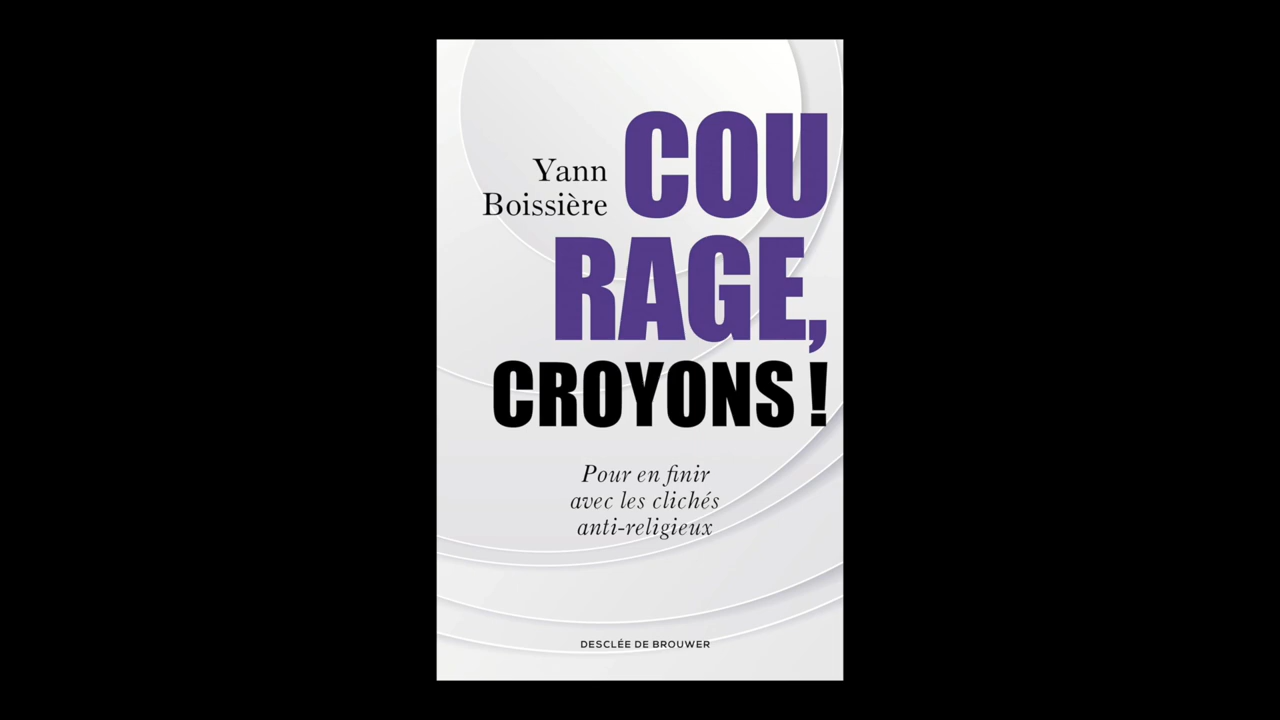 Yann
Boissière
COU
RAGE,
CROYONS !
Pour en finir
avec les clichés
anti-religieux
DESCLÉE DE BROUWER